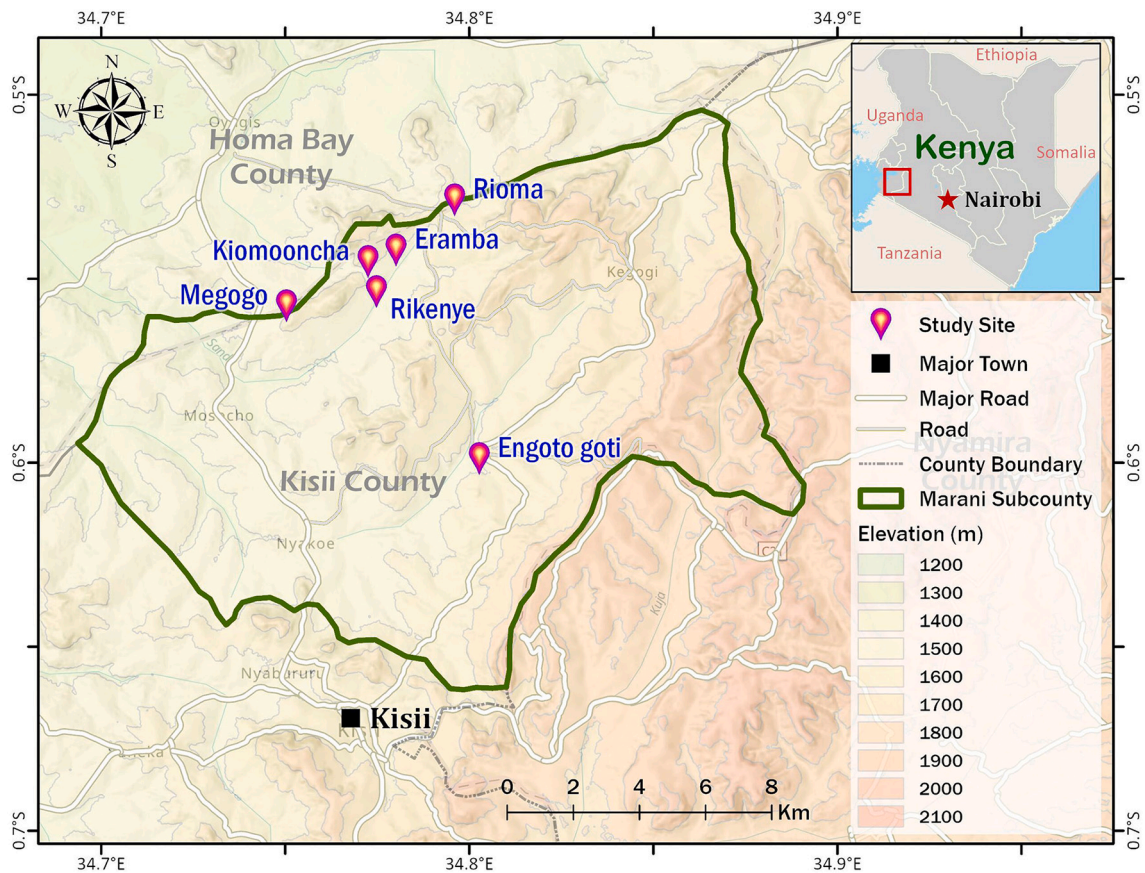 34.7°E
34.8°E
34.9°E
0.5°S
0.5°S
N
W
E
S
Oyugis
Homa Bay
County
Ethiopia
Uganda
Kenya
Somalia
Nairobi
Tanzania
Rioma
Eramba
Kiomooncha
Megogo
Rikenye
Kegogi
Mosocho
Engoto goti
Kisii County
0.6°S
0.6°S
Nyakoe
Kuja
Nyabururu
Kisii
Study Site
Major Town
Major Road
Road
Nyamira
County
County Boundary
Marani Subcounty
Elevation (m)
1200
1300
1400
1500
1600
1700
1800
1900
2000
2100
0
2
4
6
8
Km
0.7°S
0.7°S
34.7°E
34.8°E
34.9°E